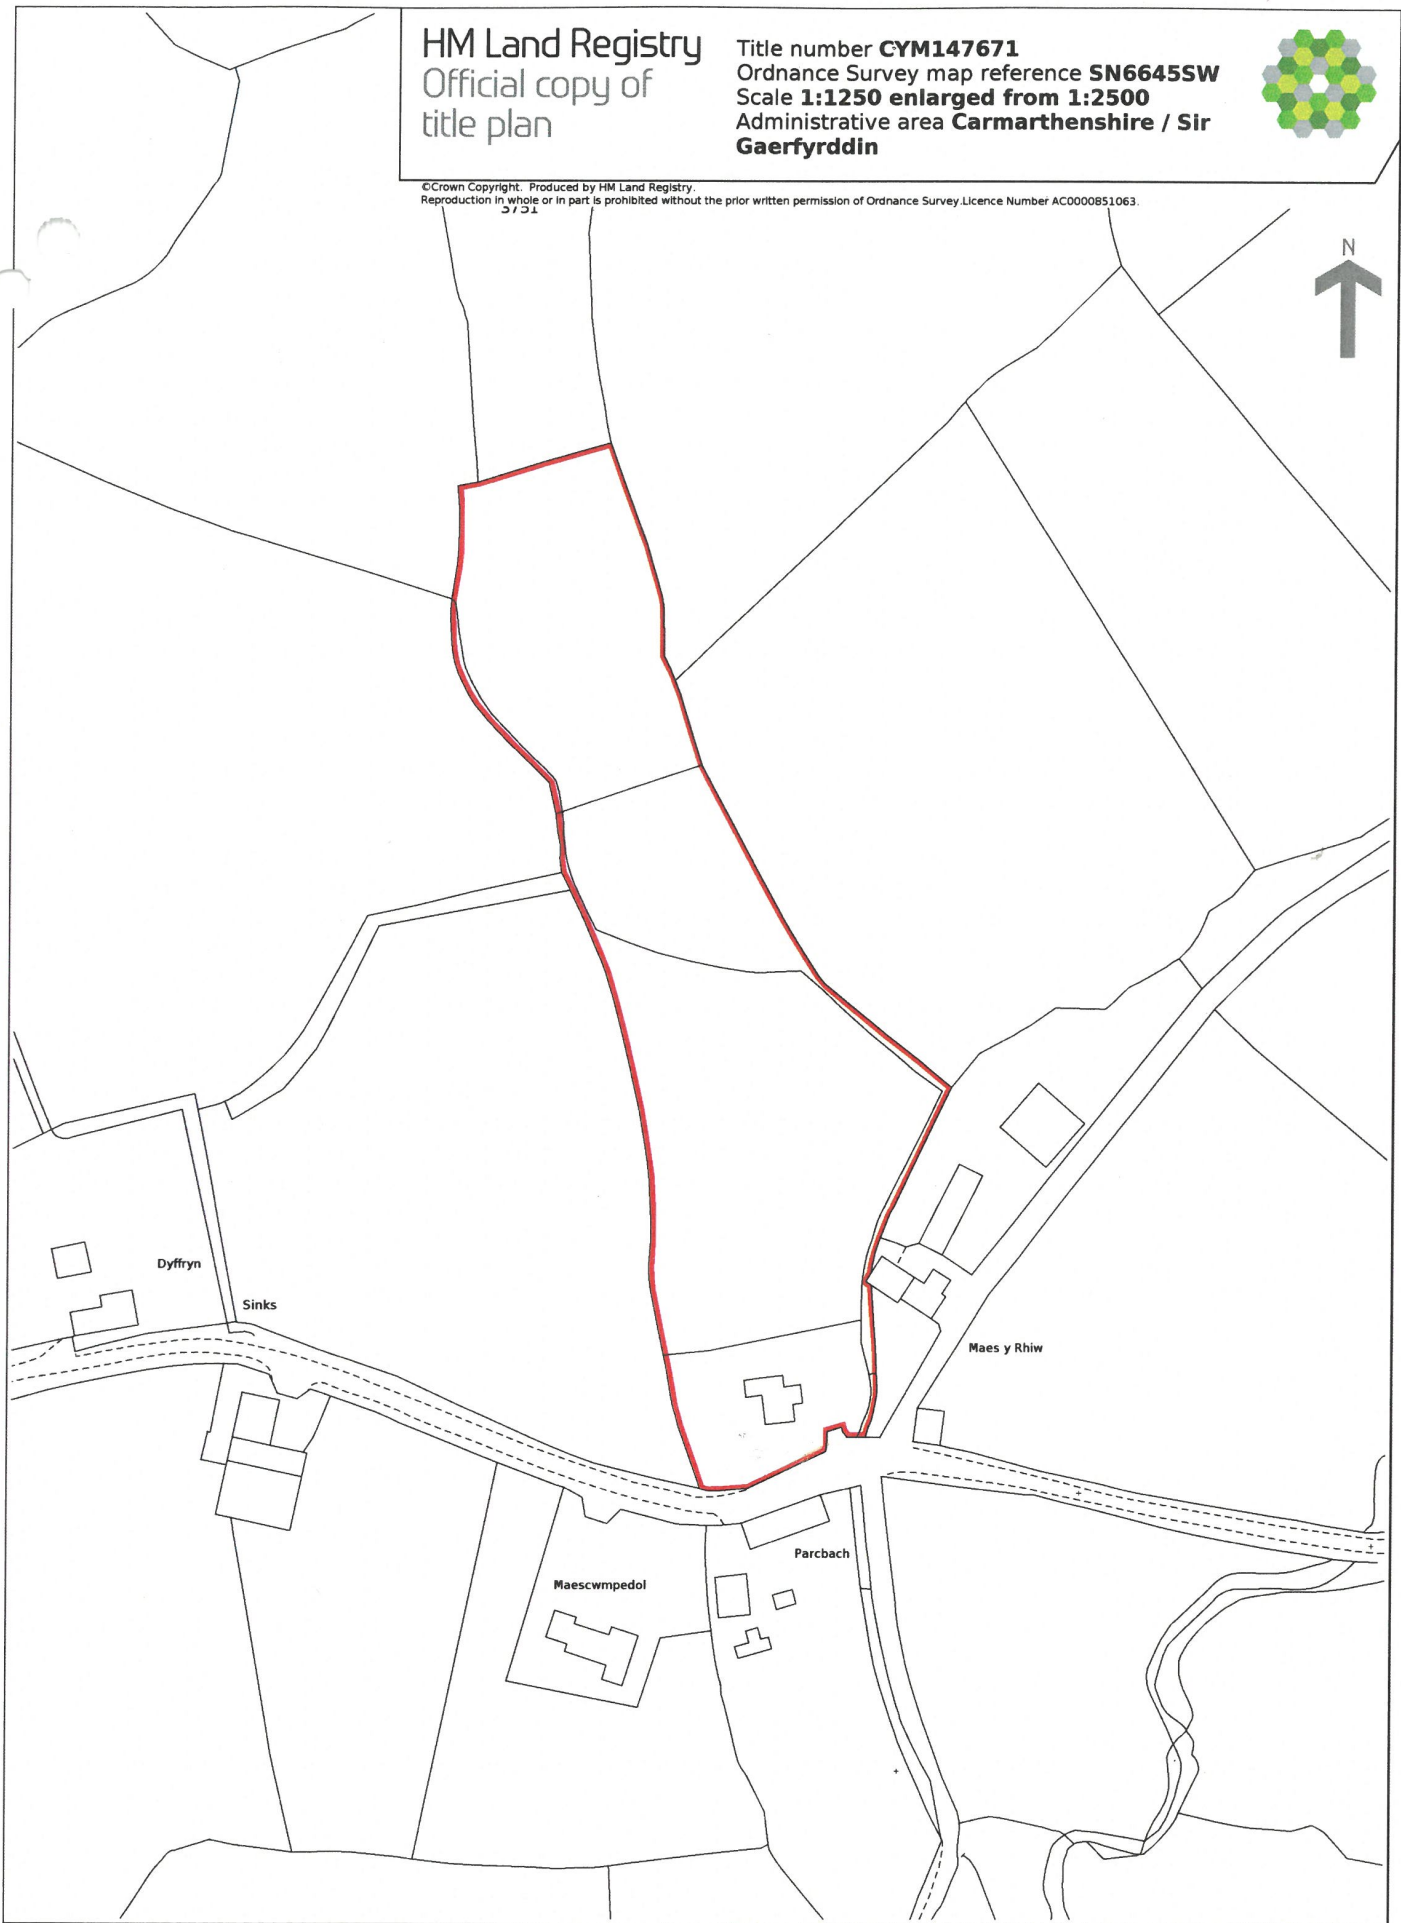 HM Land Registry
Official copy of
title plan
Title number CYM147671
Ordnance Survey map reference SN6645SW
Scale 1:1250 enlarged from 1:2500
Administrative area Carmarthenshire / Sir
Gaerfyrddin
©Crown Copyright. Produced by HM Land Registry.
Reproduction in whole or in part is prohibited without the prior written permission of Ordnance Survey.Licence Number AC0000851063.
N
Dyffryn
Sinks
Maes y Rhiw
Parcbach
Maescwmpedol